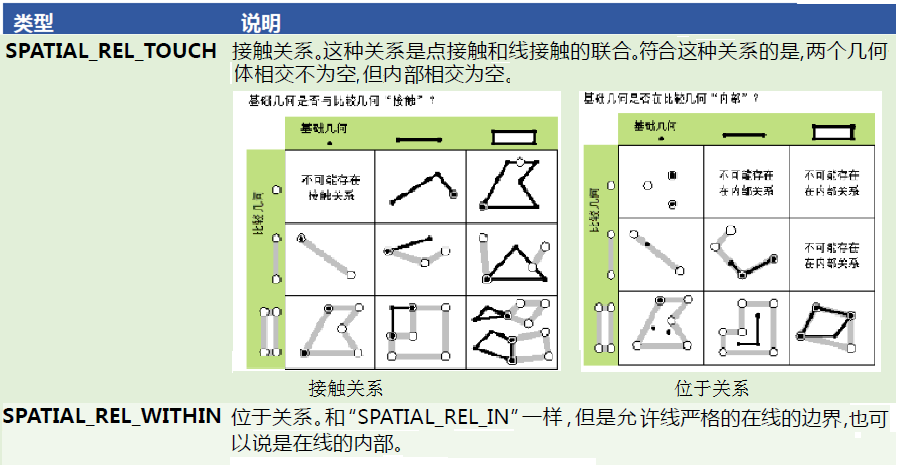 类型 说明
SPATIAL_REL_TOUCH 接触关系。这种关系是点接触和线接触的联合。符合这种关系的是,两个几何
体相交不为空,但内部相交为空。
基础几何是否与比较几何“接触”?
基础几何
比较几何
不可能存在
接触关系
接触关系
基础几何是否在比较几何“内部”?
基础几何
比较几何
不可能存在
在内部关系
不可能存在
在内部关系
不可能存在
在内部关系
位于关系
SPATIAL_REL_WITHIN 位于关系。和“SPATIAL_REL_IN”一样,但是允许线严格的在线的边界,也可
以说是在线的内部。